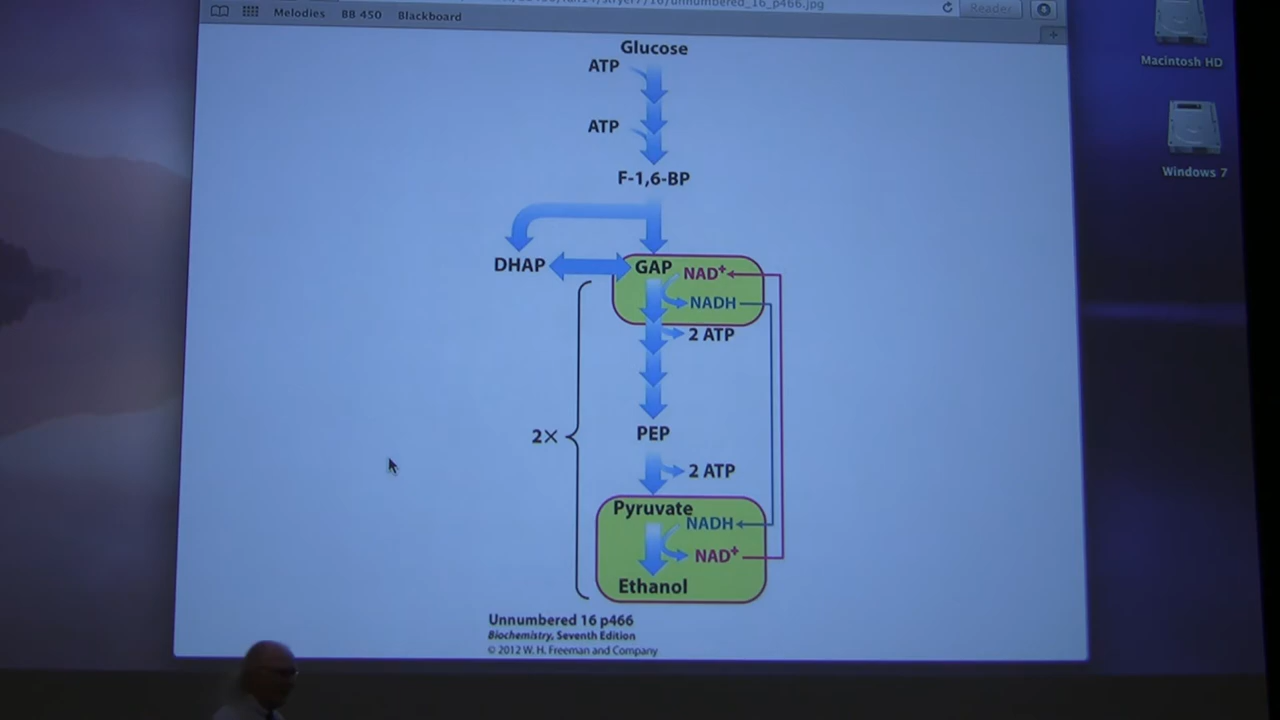 unnumbered_16_p466.jpg
Reader
Melodies BB 450 Blackboard
Macintosh HD
Windows 7
Glucose
ATP
ATP
F-1,6-BP
DHAP
GAP
NAD+
NADH
2 ATP
2×
PEP
2 ATP
Pyruvate
NADH
NAD+
Ethanol
Unnumbered 16 p466
Biochemistry, Seventh Edition
© 2012 W. H. Freeman and Company